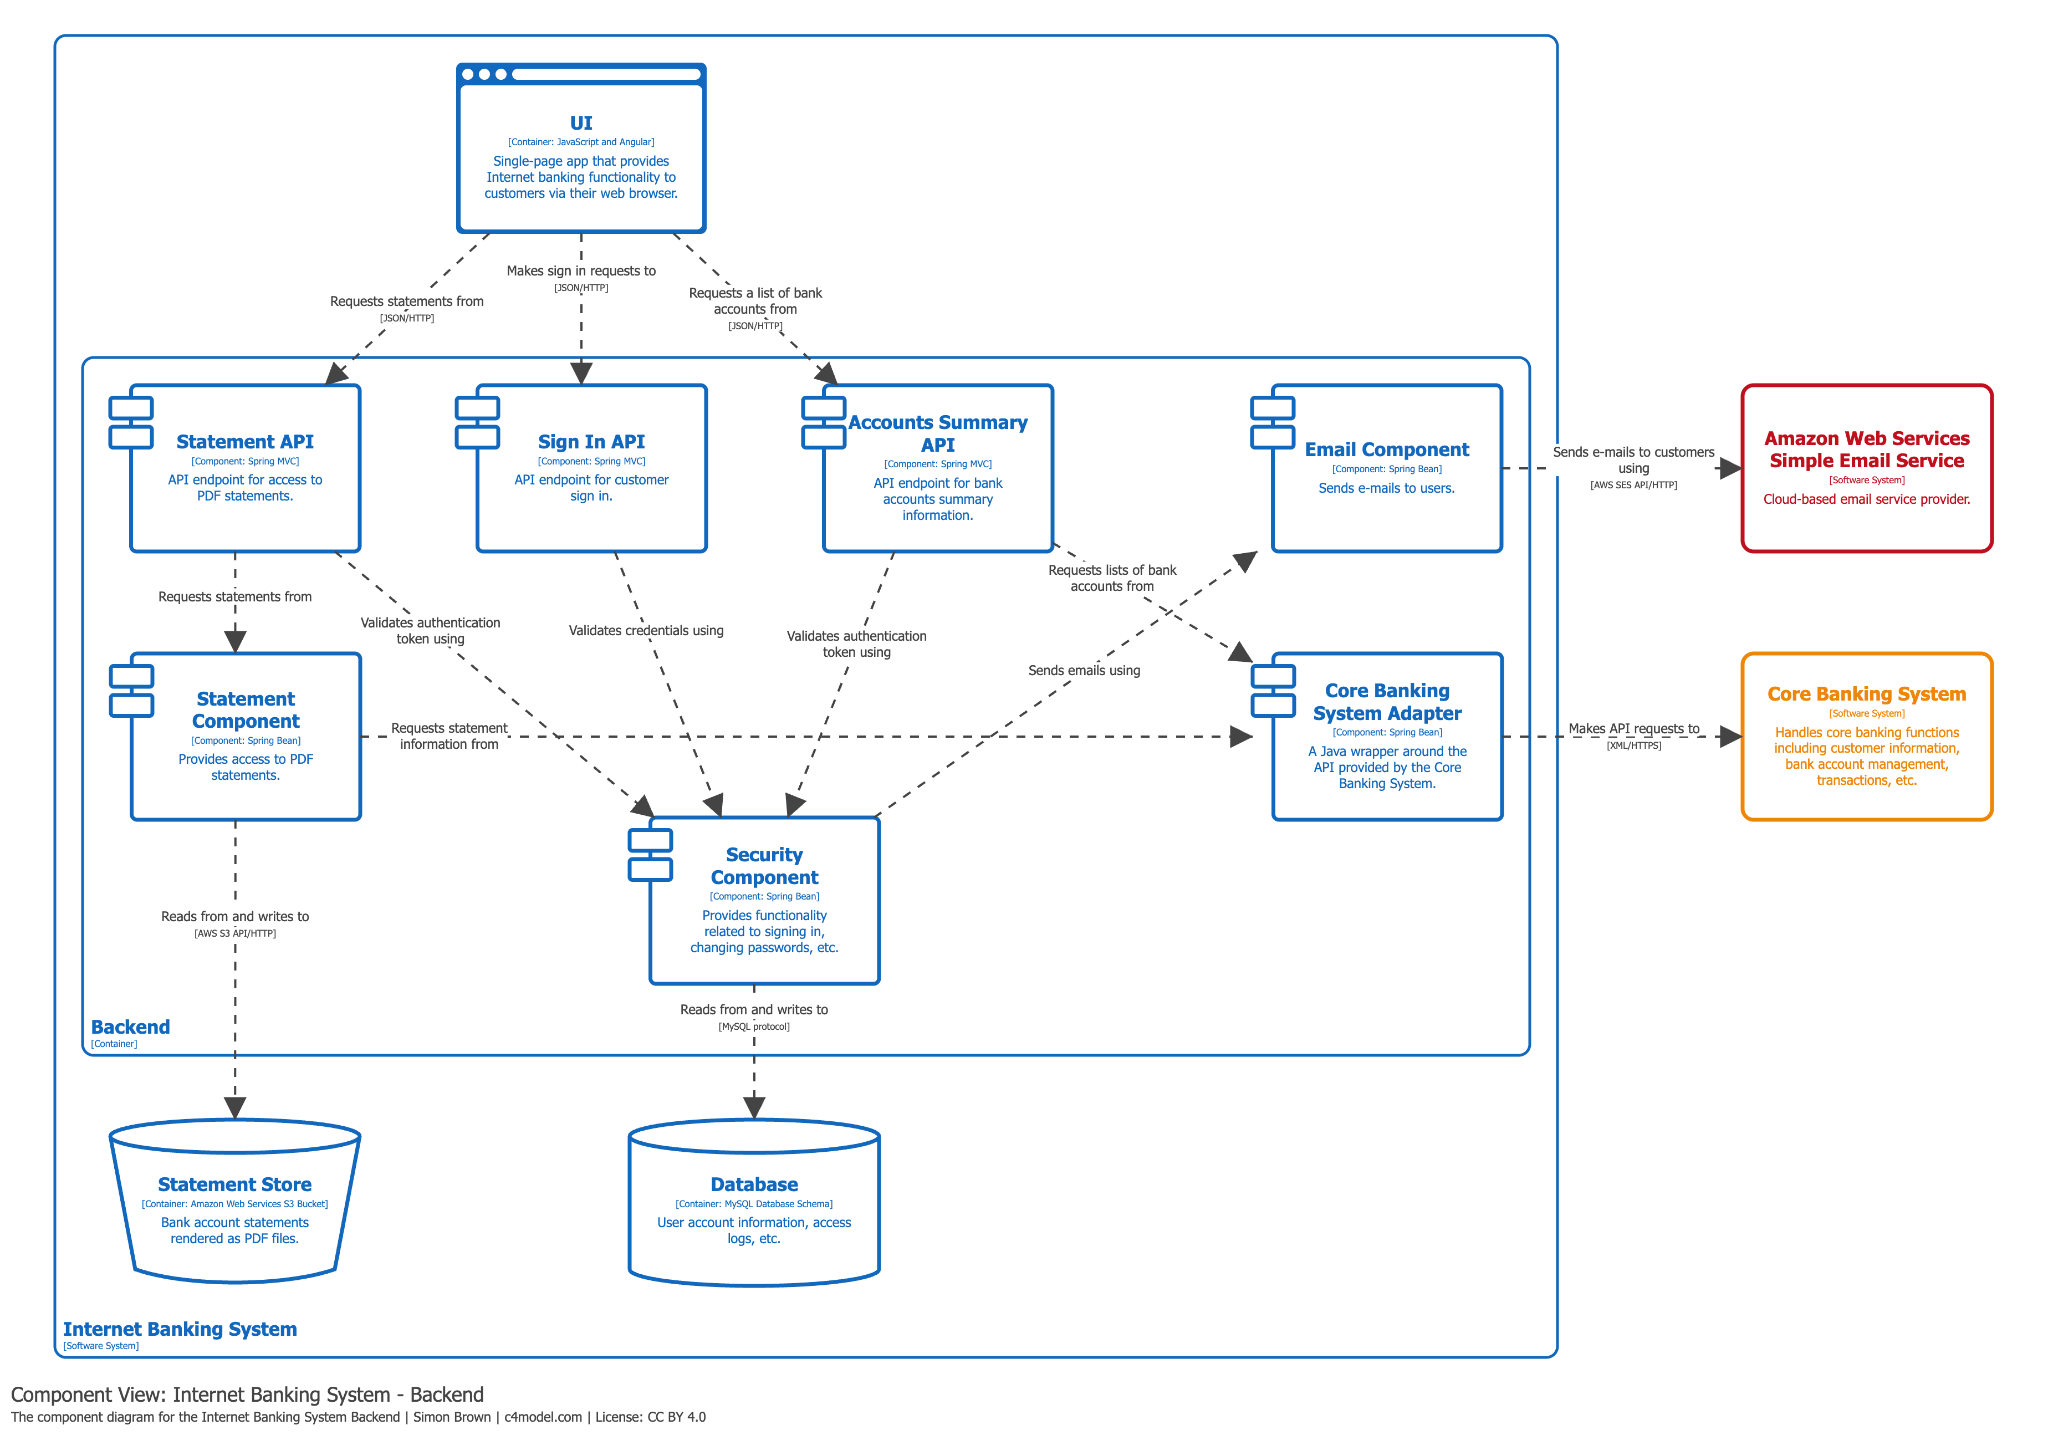 UI
[Container: JavaScript and Angular]
Single-page app that provides
Internet banking functionality to
customers via their web browser.
Requests statements from
[JSON/HTTP]
Makes sign in requests to
[JSON/HTTP]
Requests a list of bank
accounts from
[JSON/HTTP]
Statement API
[Component: Spring MVC]
API endpoint for access to
PDF statements.
Sign In API
[Component: Spring MVC]
API endpoint for customer
sign in.
Accounts Summary
API
[Component: Spring MVC]
API endpoint for bank
accounts summary
information.
Email Component
[Component: Spring Bean]
Sends e-mails to users.
Sends e-mails to customers
using
[AWS SES API/HTTP]
Amazon Web Services
Simple Email Service
[Software System]
Cloud-based email service provider.
Requests statements from
Validates authentication
token using
Validates credentials using
Validates authentication
token using
Requests lists of bank
accounts from
Sends emails using
Statement
Component
[Component: Spring Bean]
Provides access to PDF
statements.
Requests statement
information from
Core Banking
System Adapter
[Component: Spring Bean]
A Java wrapper around the
API provided by the Core
Banking System.
Makes API requests to
[XML/HTTPS]
Core Banking System
[Software System]
Handles core banking functions
including customer information,
bank account management,
transactions, etc.
Security
Component
[Component: Spring Bean]
Provides functionality
related to signing in,
changing passwords, etc.
Reads from and writes to
[AWS S3 API/HTTP]
Reads from and writes to
[MySQL protocol]
Backend
[Container]
Statement Store
[Container: Amazon Web Services S3 Bucket]
Bank account statements
rendered as PDF files.
Database
[Container: MySQL Database Schema]
User account information, access
logs, etc.
Internet Banking System
[Software System]
Component View: Internet Banking System - Backend
The component diagram for the Internet Banking System Backend | Simon Brown | c4model.com | License: CC BY 4.0